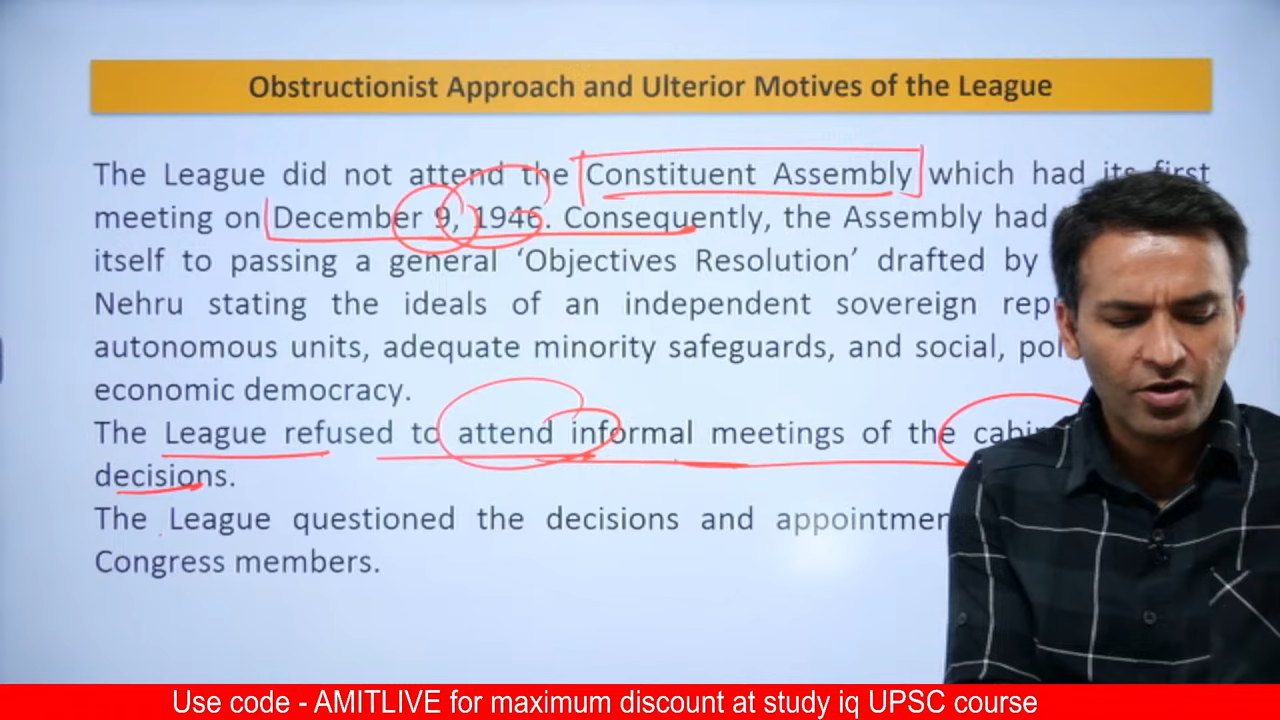 Obstructionist Approach and Ulterior Motives of the League
The League did not attend the Constituent Assembly which had its first
meeting on December 9, 1946. Consequently, the Assembly had
itself to passing a general ‘Objectives Resolution’ drafted by
Nehru stating the ideals of an independent sovereign
autonomous units, adequate minority safeguards, and social,
economic democracy.
The League refused to attend informal meetings of the
decisions.
The League questioned the decisions and
Congress members.
Use code - AMITLIVE for maximum discount at study iq UPSC course